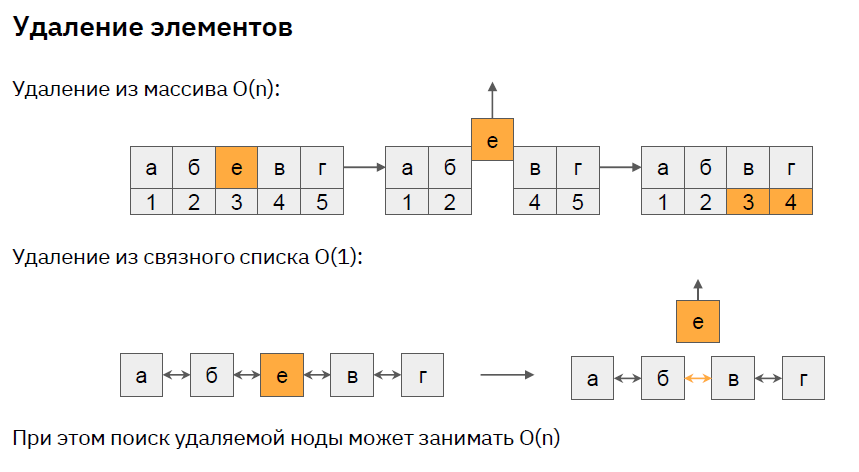 Удаление элементов
Удаление из массива O(n):
е
а б е в г а б в г а б в г
1 2 3 4 5 1 2 4 5 1 2 3 4
Удаление из связного списка O(1):
е
а б е в г а б в г
При этом поиск удаляемой ноды может занимать O(n)